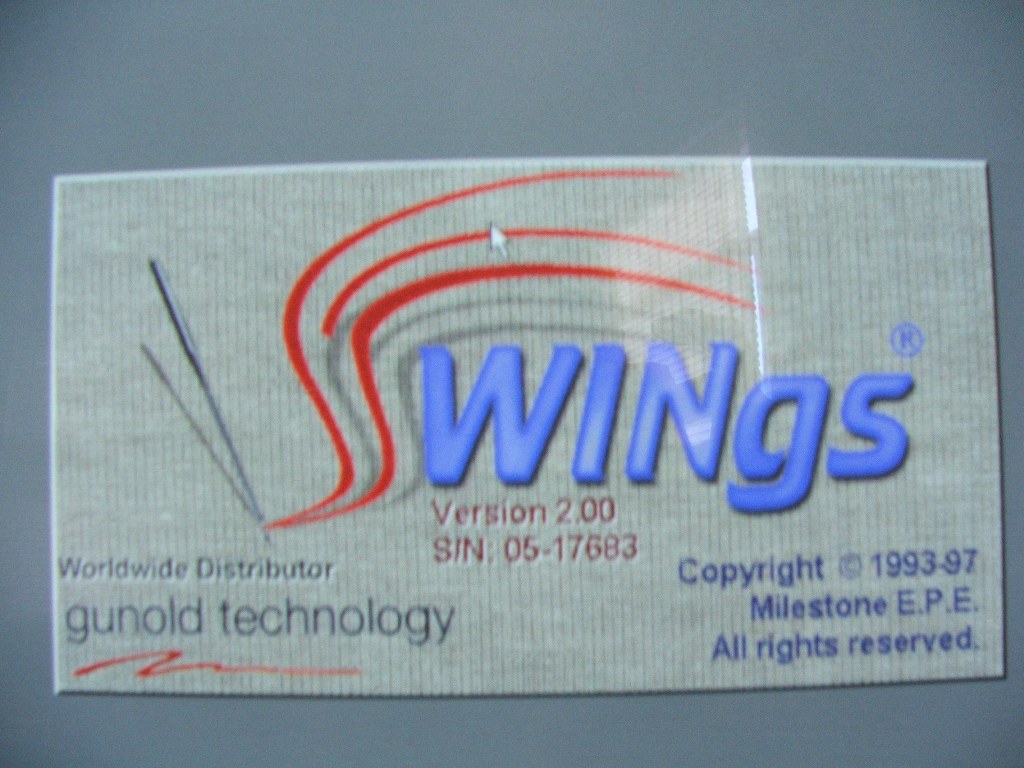 WINgs®
Version 2.00
S/N: 05-17683
Worldwide Distributor
gunold technology
Copyright © 1993-97
Milestone E.P.E.
All rights reserved.